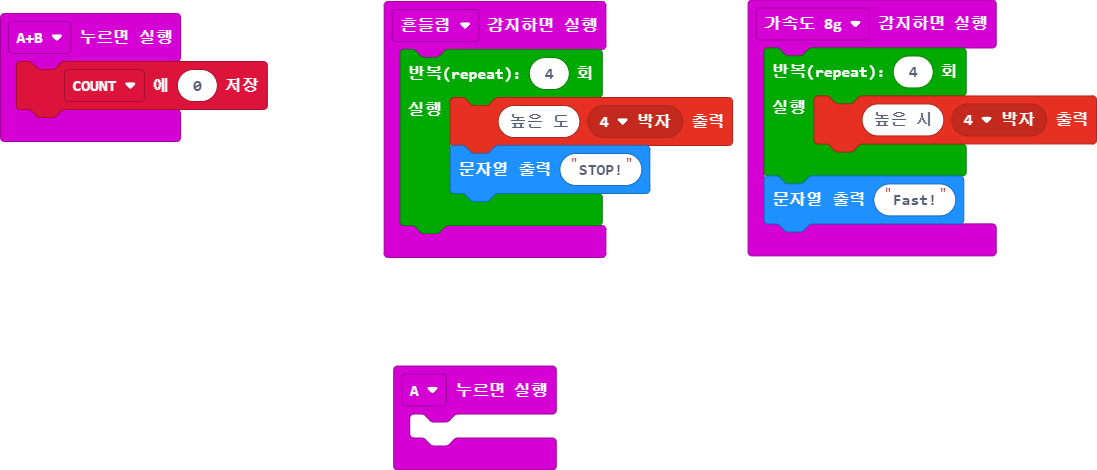 A+B 누르면 실행
COUNT 에 0 저장
흔들림 감지하면 실행
반복(repeat): 4 회
실행 높은 도 4 박자 출력
문자열 출력 "STOP!"
가속도 8g 감지하면 실행
반복(repeat): 4 회
실행 높은 시 4 박자 출력
문자열 출력 "Fast!"
A 누르면 실행